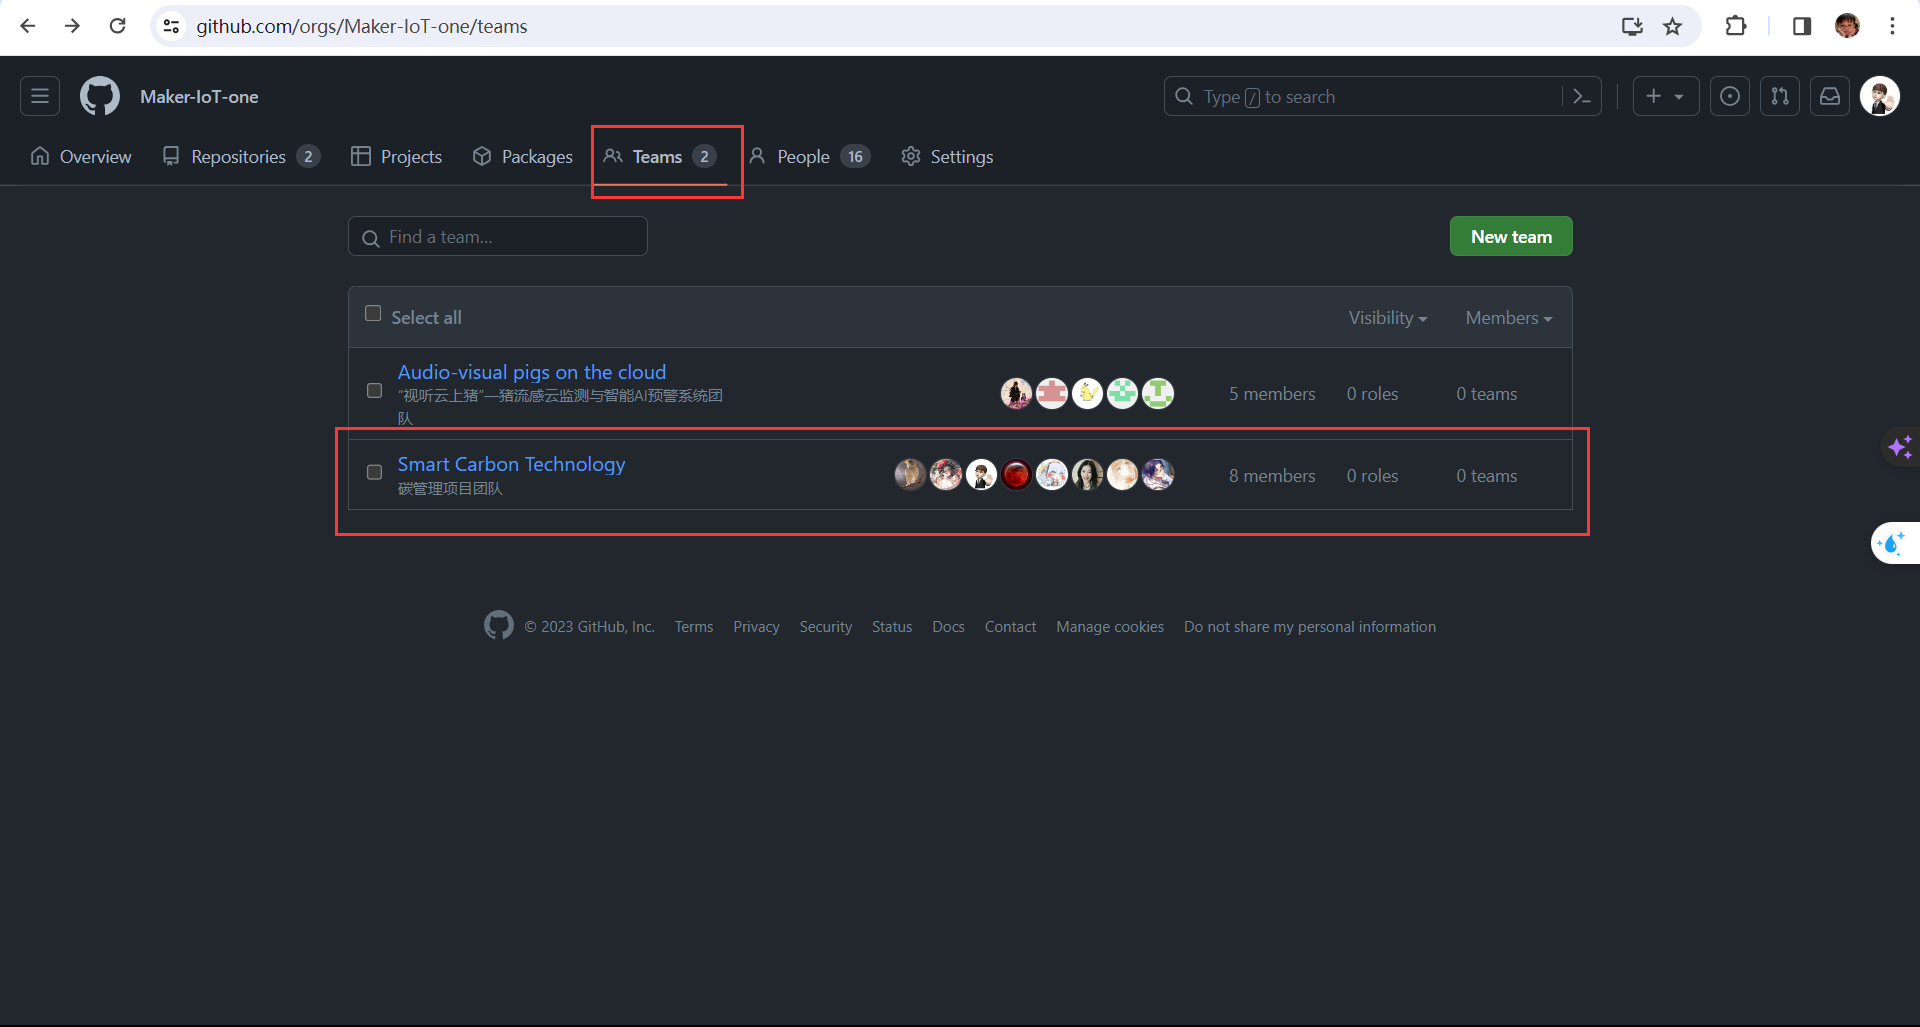 github.com/orgs/Maker-IoT-one/teams
Maker-IoT-one
Type / to search
Overview Repositories 2 Projects Packages Teams 2 People 16 Settings
Find a team...
New team
Select all Visibility Members
Audio-visual pigs on the cloud
“视听云上猪”—猪流感云监测与智能AI预警系统团
队
5 members 0 roles 0 teams
Smart Carbon Technology
碳管理项目团队
8 members 0 roles 0 teams
© 2023 GitHub, Inc. Terms Privacy Security Status Docs Contact Manage cookies Do not share my personal information